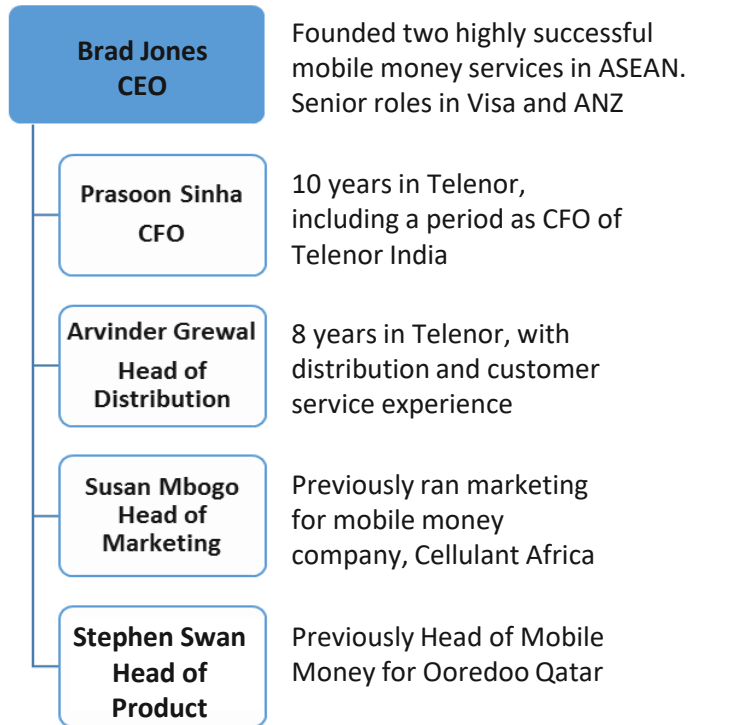 Brad Jones
CEO
Founded two highly successful
mobile money services in ASEAN.
Senior roles in Visa and ANZ
Prasoon Sinha
CFO
10 years in Telenor,
including a period as CFO of
Telenor India
Arvinder Grewal
Head of
Distribution
8 years in Telenor, with
distribution and customer
service experience
Susan Mbogo
Head of
Marketing
Previously ran marketing
for mobile money
company, Cellulant Africa
Stephen Swan
Head of
Product
Previously Head of Mobile
Money for Ooredoo Qatar